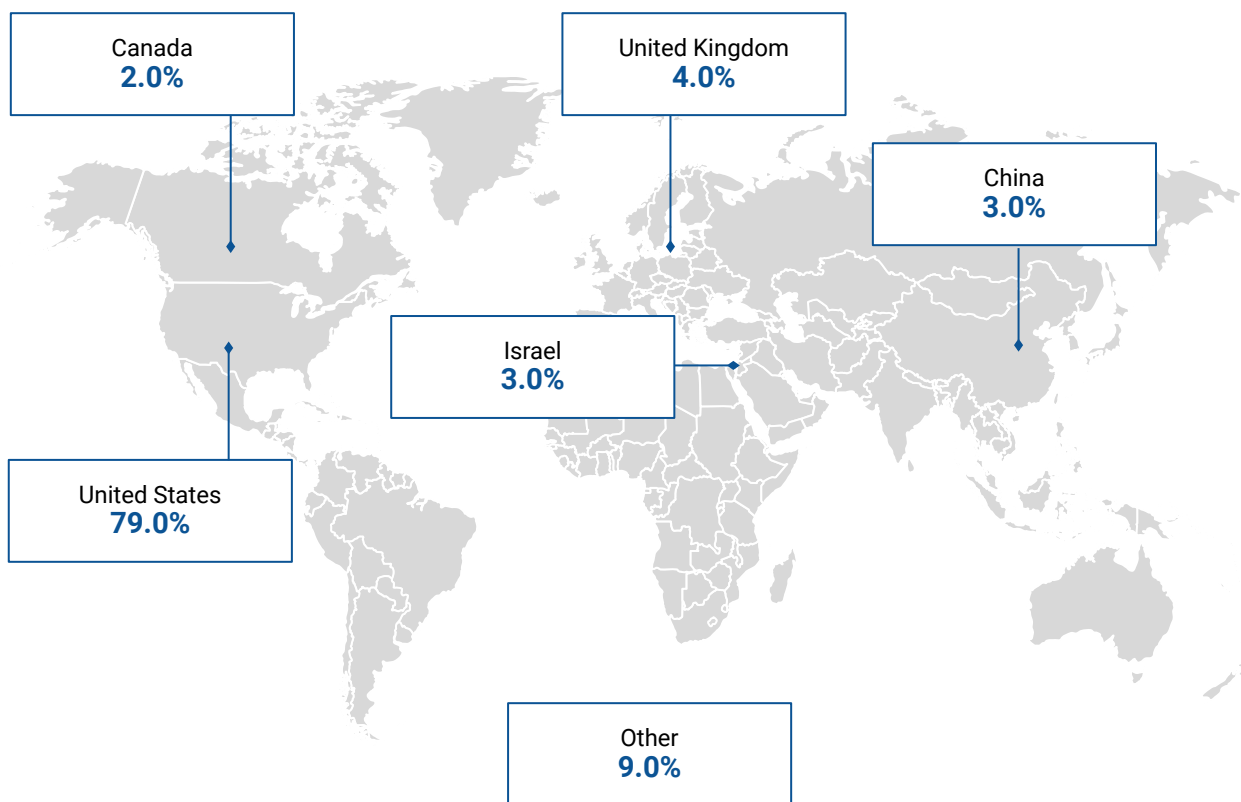 Canada
2.0%
United Kingdom
4.0%
China
3.0%
Israel
3.0%
United States
79.0%
Other
9.0%